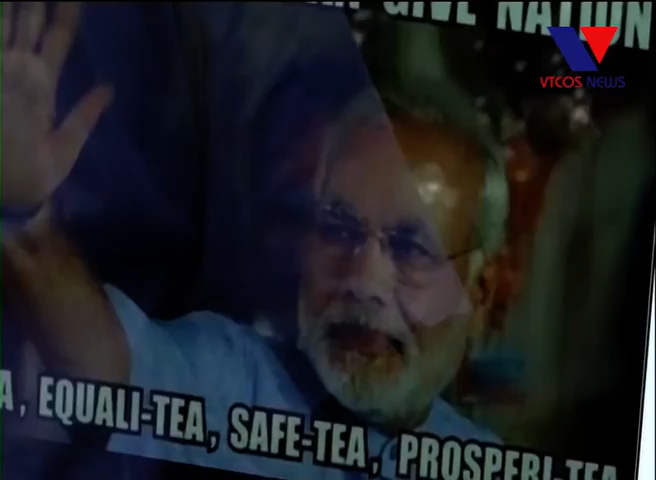 GIVE NATION
VTCOS NEWS
, EQUALI-TEA, SAFE-TEA, PROSPERI-TEA